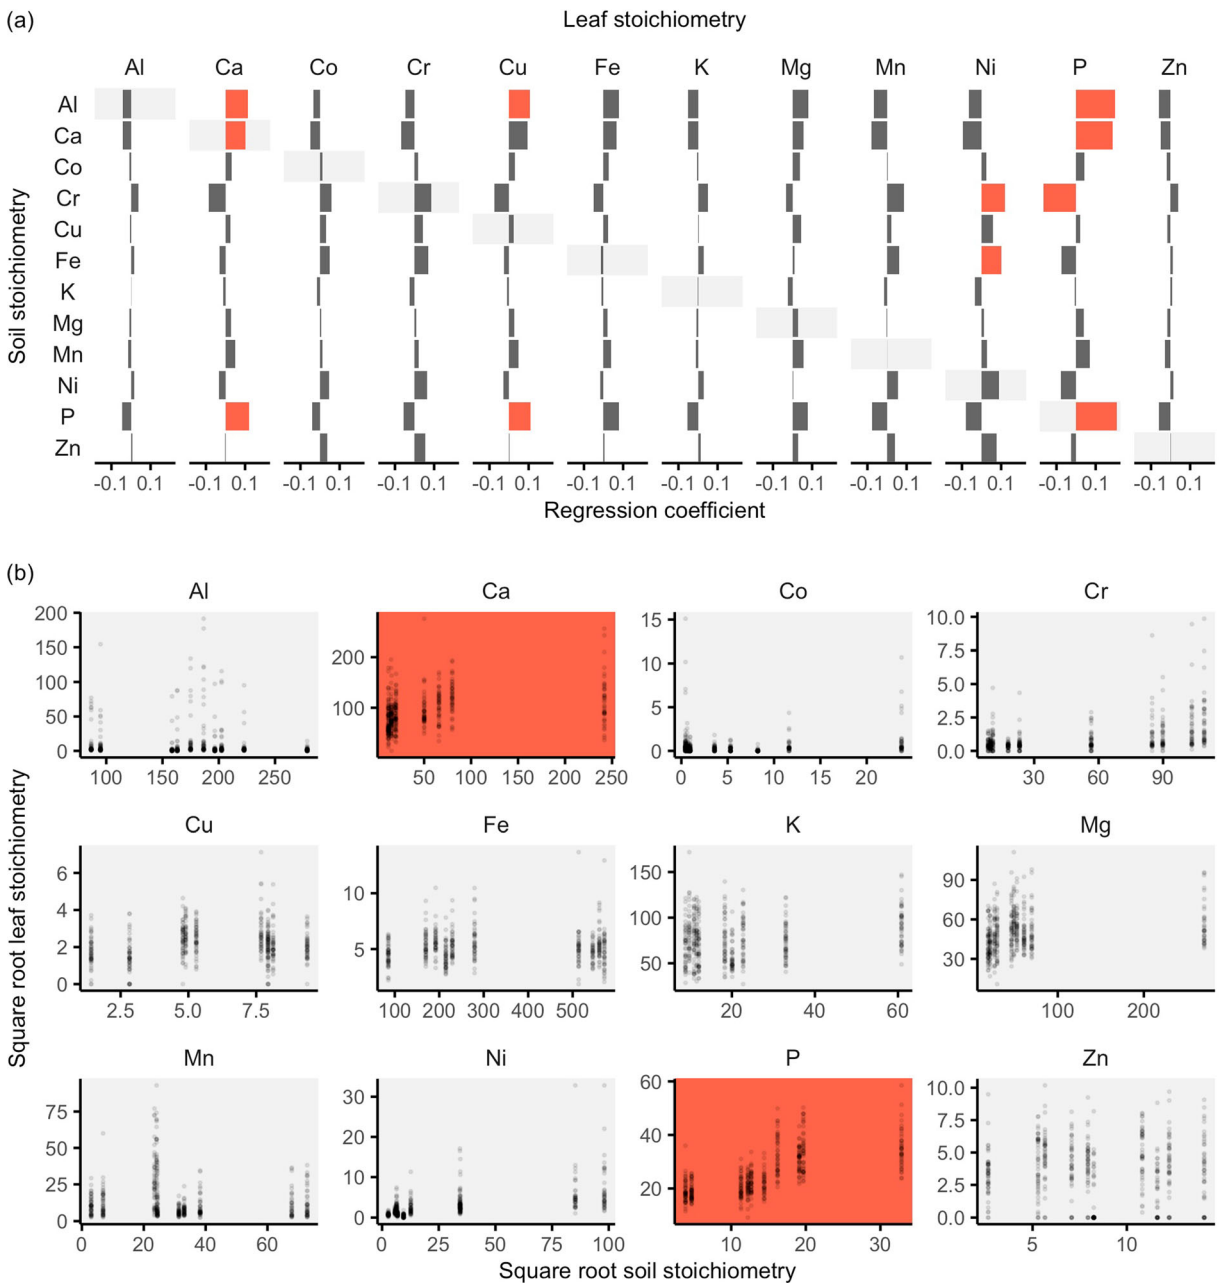 (a)
Leaf stoichiometry
Al Ca Co Cr Cu Fe K Mg Mn Ni P Zn
Soil stoichiometry
Al
Ca
Co
Cr
Cu
Fe
K
Mg
Mn
Ni
P
Zn
-0.1 0.1 -0.1 0.1 -0.1 0.1 -0.1 0.1 -0.1 0.1 -0.1 0.1 -0.1 0.1 -0.1 0.1 -0.1 0.1 -0.1 0.1 -0.1 0.1 -0.1 0.1
Regression coefficient
(b)
Square root leaf stoichiometry
Al
200
150
100
50
0
100 150 200 250
Ca
200
100
50 100 150 200 250
Co
15
10
5
0
0 5 10 15 20
Cr
10.0
7.5
5.0
2.5
0.0
30 60 90
Cu
6
4
2
0
2.5 5.0 7.5
Fe
10
5
100 200 300 400 500
K
150
100
50
20 40 60
Mg
90
60
30
100 200
Mn
75
50
25
0
0 20 40 60
Ni
30
20
10
0
0 25 50 75 100
P
60
40
20
10 20 30
Zn
10.0
7.5
5.0
2.5
0.0
5 10
Square root soil stoichiometry